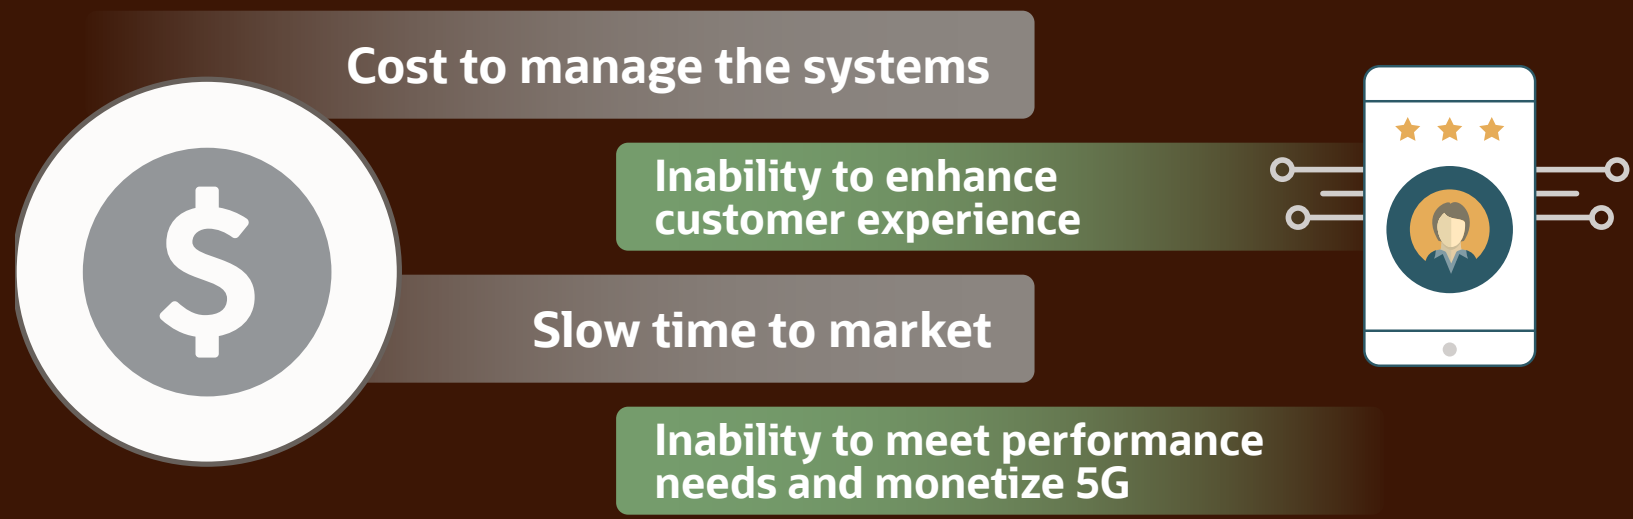 Cost to manage the systems
Inability to enhance
customer experience
Slow time to market
Inability to meet performance
needs and monetize 5G
$